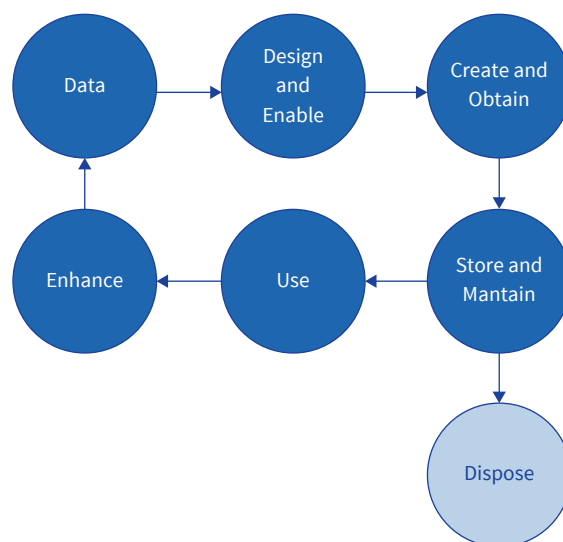 Data
Design
and
Enable
Create and
Obtain
Enhance
Use
Store and
Mantain
Dispose